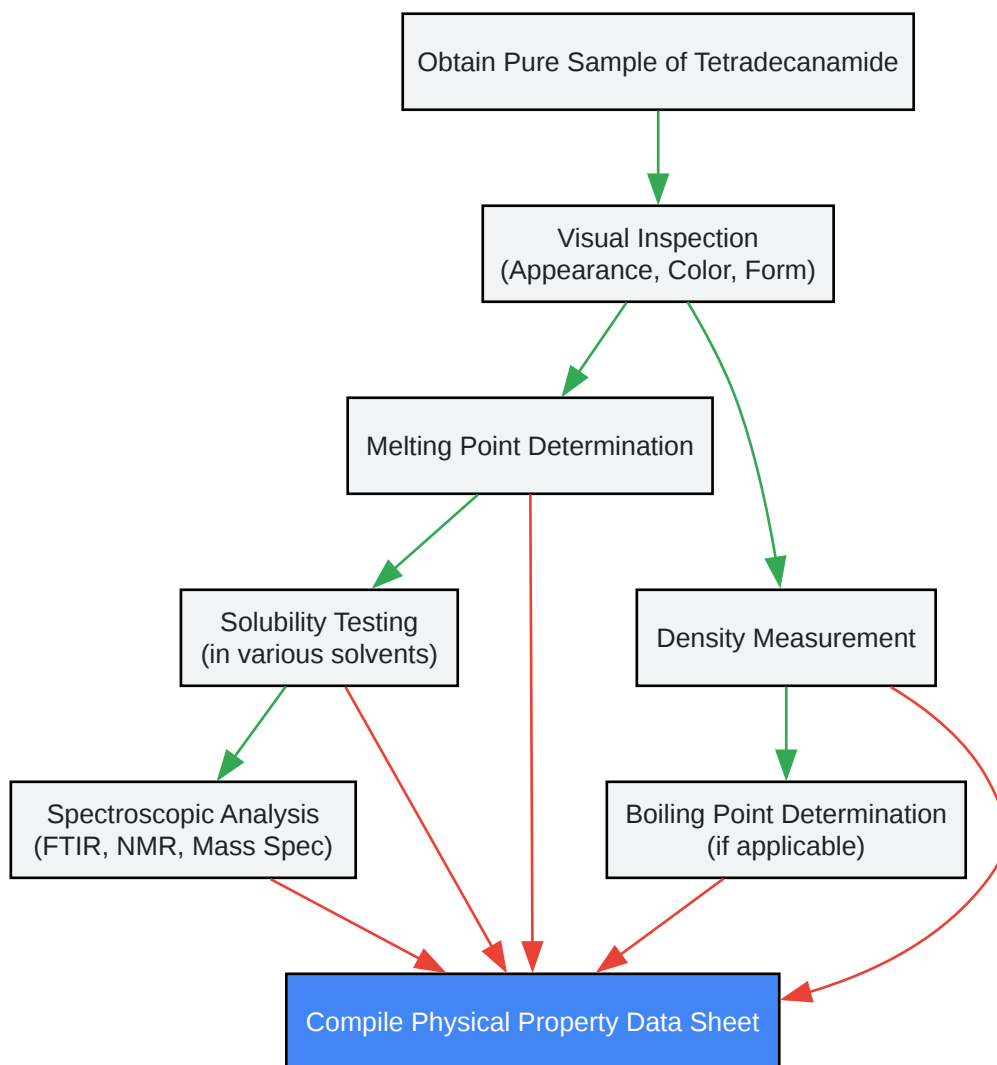 Obtain Pure Sample of Tetradecanamide
Visual Inspection
(Appearance, Color, Form)
Melting Point Determination
Solubility Testing
(in various solvents)
Density Measurement
Spectroscopic Analysis
(FTIR, NMR, Mass Spec)
Boiling Point Determination
(if applicable)
Compile Physical Property Data Sheet